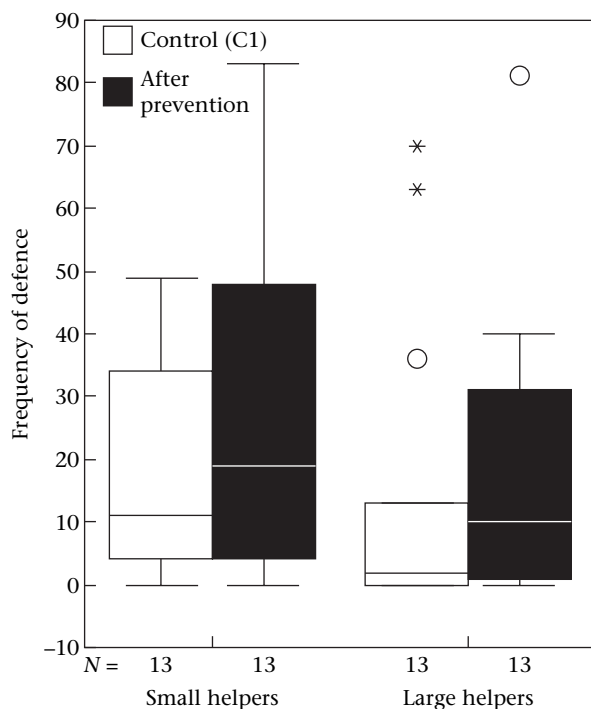 90
80
70
60
50
40
30
20
10
0
–10
Frequency of defence
Control (C1)
After
prevention
N = 13 13 13 13
Small helpers Large helpers